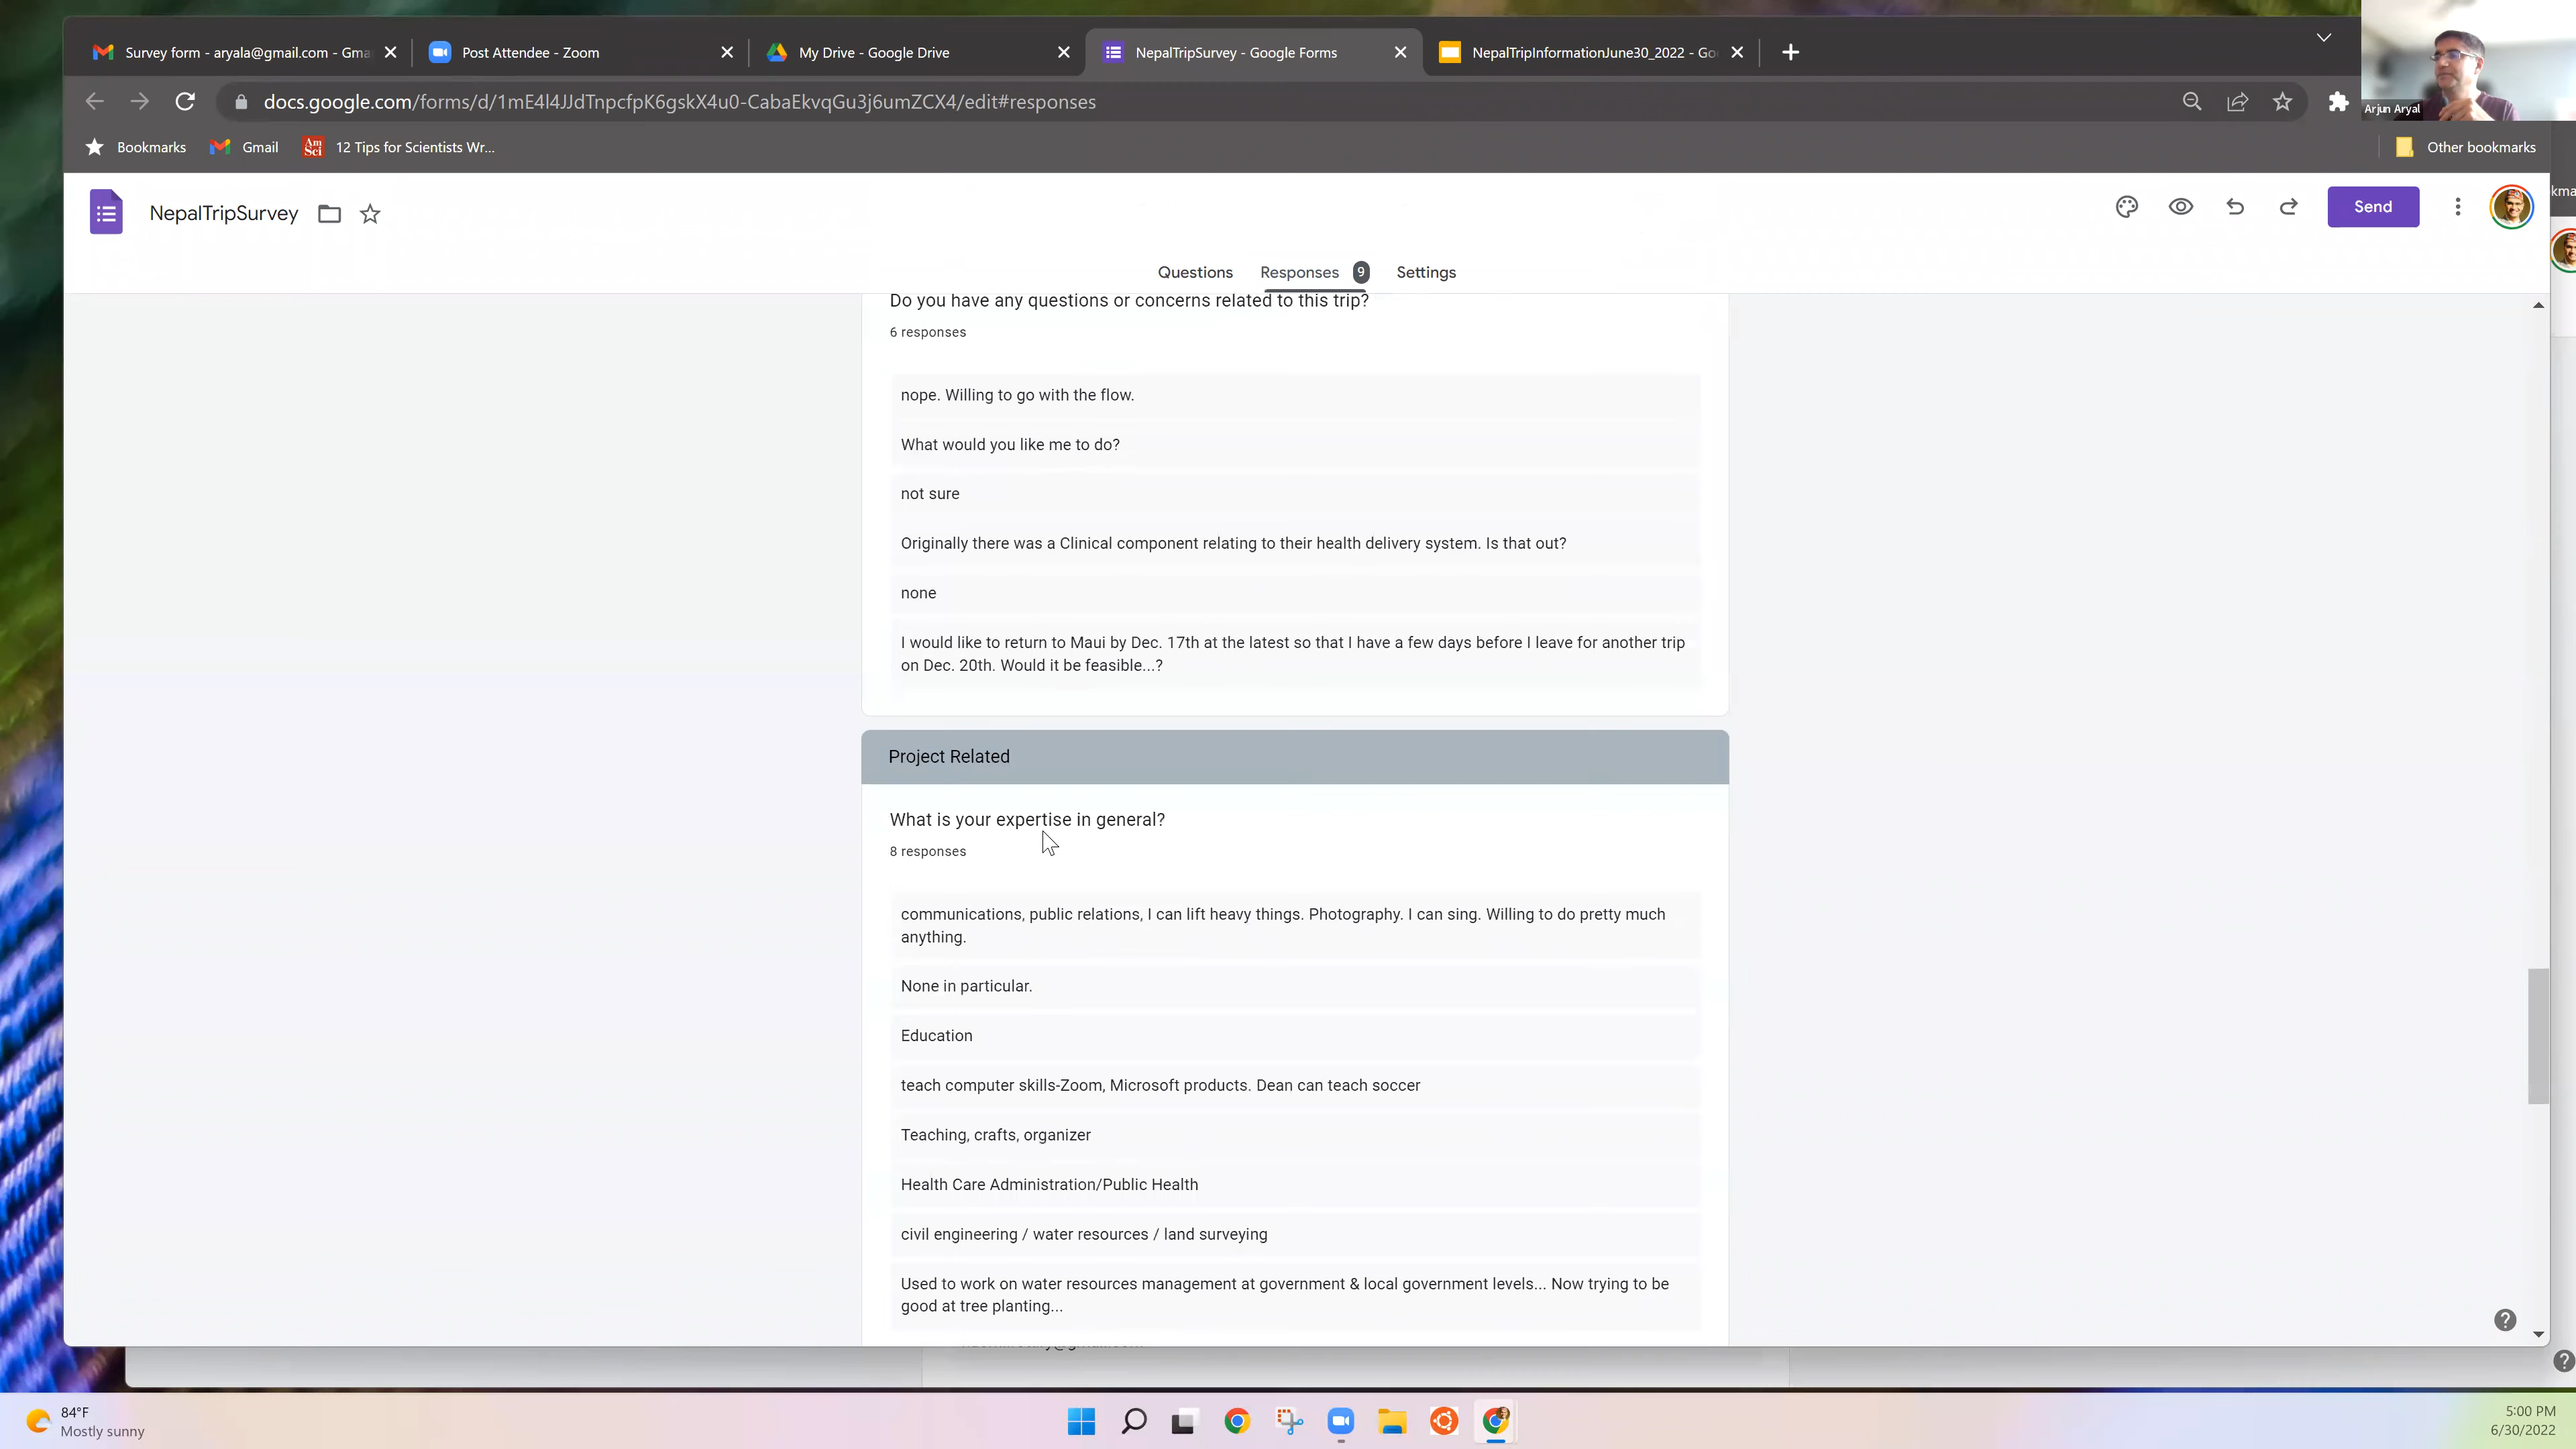 Survey form - aryala@gmail.com - Gma
Post Attendee - Zoom
My Drive - Google Drive
NepalTripSurvey - Google Forms
NepalTripInformationJune30_2022 - Go
docs.google.com/forms/d/1mE4l4JJdTnpcfpK6gskX4u0-CabaEkvqGu3j6umZCX4/edit#responses
Arjun Aryal
Bookmarks
Gmail
Am Sci
12 Tips for Scientists Wr...
Other bookmarks
NepalTripSurvey
Send
Questions
Responses 9
Settings
Do you have any questions or concerns related to this trip?
6 responses
nope. Willing to go with the flow.
What would you like me to do?
not sure
Originally there was a Clinical component relating to their health delivery system. Is that out?
none
I would like to return to Maui by Dec. 17th at the latest so that I have a few days before I leave for another trip
on Dec. 20th. Would it be feasible...?
Project Related
What is your expertise in general?
8 responses
communications, public relations, I can lift heavy things. Photography. I can sing. Willing to do pretty much
anything.
None in particular.
Education
teach computer skills-Zoom, Microsoft products. Dean can teach soccer
Teaching, crafts, organizer
Health Care Administration/Public Health
civil engineering / water resources / land surveying
Used to work on water resources management at government & local government levels... Now trying to be
good at tree planting...
84°F
Mostly sunny
5:00 PM
6/30/2022